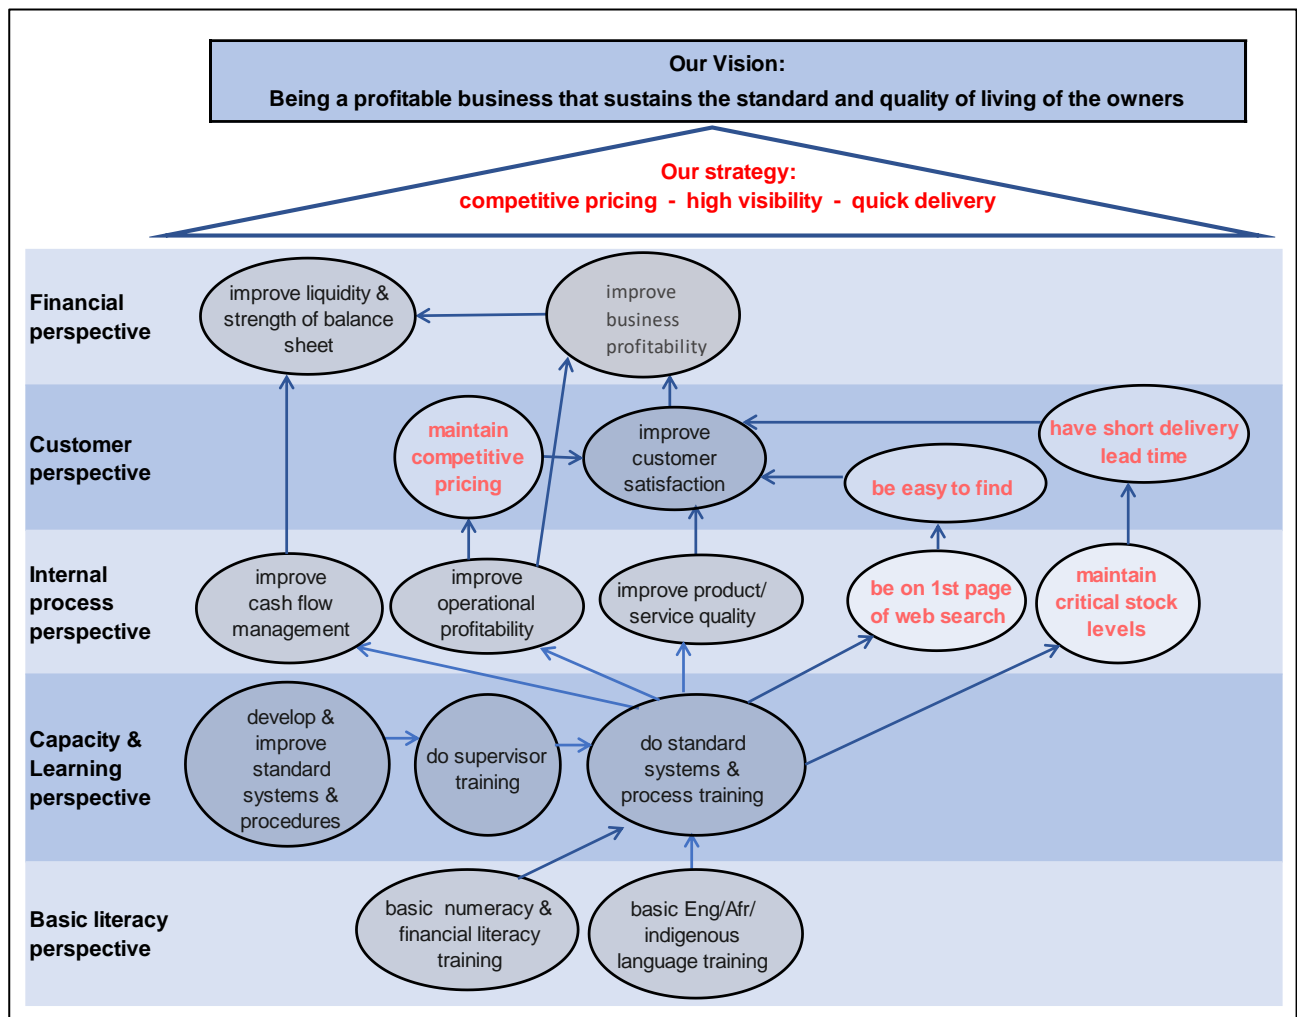 Our Vision:
Being a profitable business that sustains the standard and quality of living of the owners
Our strategy:
competitive pricing - high visibility - quick delivery
Financial
perspective
improve liquidity &
strength of balance
sheet
improve
business
profitability
Customer
perspective
maintain
competitive
pricing
improve
customer
satisfaction
be easy to find
have short delivery
lead time
Internal
process
perspective
improve
cash flow
management
improve
operational
profitability
improve product/
service quality
be on 1st page
of web search
maintain
critical stock
levels
Capacity &
Learning
perspective
develop &
improve
standard
systems &
procedures
do supervisor
training
do standard
systems &
process training
Basic literacy
perspective
basic numeracy &
financial literacy
training
basic Eng/Afr/
indigenous
language training